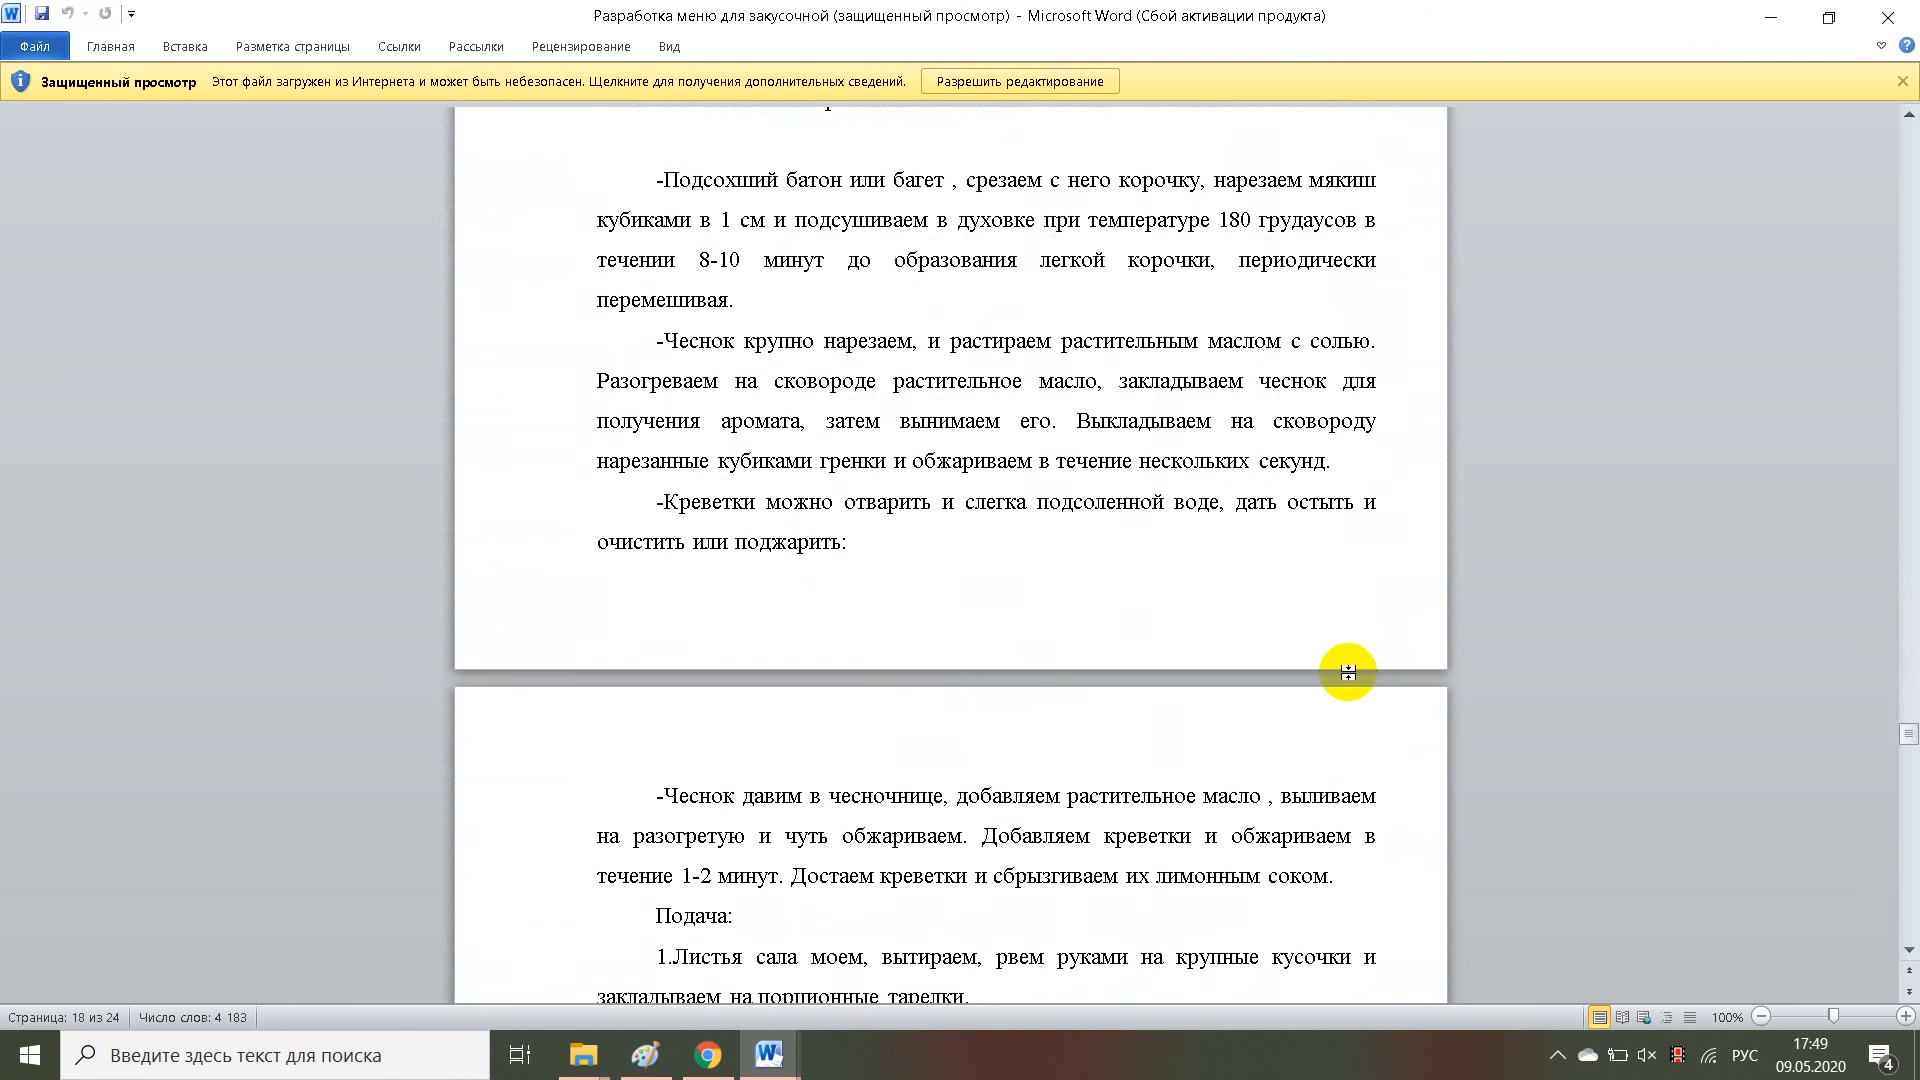 Разработка меню для закусочной (защищенный просмотр) - Microsoft Word (Сбой активации продукта)
Файл Главная Вставка Разметка страницы Ссылки Рассылки Рецензирование Вид
Защищенный просмотр Этот файл загружен из Интернета и может быть небезопасен. Щелкните для получения дополнительных сведений. Разрешить редактирование
-Подсохший батон или багет , срезаем с него корочку, нарезаем мякиш
кубиками в 1 см и подсушиваем в духовке при температуре 180 грудаусов в
течении 8-10 минут до образования легкой корочки, периодически
перемешивая.
-Чеснок крупно нарезаем, и растираем растительным маслом с солью.
Разогреваем на сковороде растительное масло, закладываем чеснок для
получения аромата, затем вынимаем его. Выкладываем на сковороду
нарезанные кубиками гренки и обжариваем в течение нескольких секунд.
-Креветки можно отварить и слегка подсоленной воде, дать остыть и
очистить или поджарить:
-Чеснок давим в чесночнице, добавляем растительное масло , выливаем
на разогретую и чуть обжариваем. Добавляем креветки и обжариваем в
течение 1-2 минут. Достаем креветки и сбрызгиваем их лимонным соком.
Подача:
1.Листья сала моем, вытираем, рвем руками на крупные кусочки и
закладываем на порционные тарелки.
Страница: 18 из 24 Число слов: 4 183 100%
Введите здесь текст для поиска
РУС
17:49
09.05.2020
4